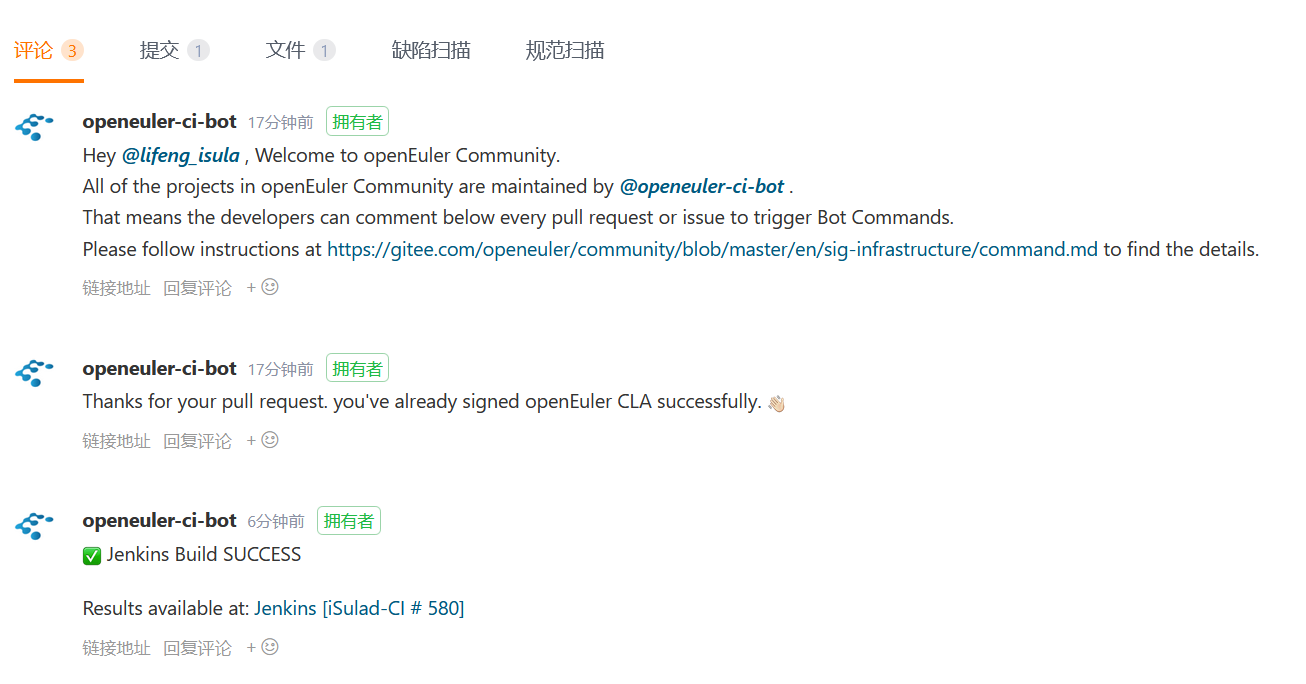 评论 3 提交 1 文件 1 缺陷扫描 规范扫描
openeuler-ci-bot 17分钟前 拥有者
Hey @lifeng_isula , Welcome to openEuler Community.
All of the projects in openEuler Community are maintained by @openeuler-ci-bot .
That means the developers can comment below every pull request or issue to trigger Bot Commands.
Please follow instructions at https://gitee.com/openeuler/community/blob/master/en/sig-infrastructure/command.md to find the details.
链接地址 回复评论 +
openeuler-ci-bot 17分钟前 拥有者
Thanks for your pull request. you've already signed openEuler CLA successfully. 👋🏼
链接地址 回复评论 +
openeuler-ci-bot 6分钟前 拥有者
✅ Jenkins Build SUCCESS
Results available at: Jenkins [iSulad-CI # 580]
链接地址 回复评论 +